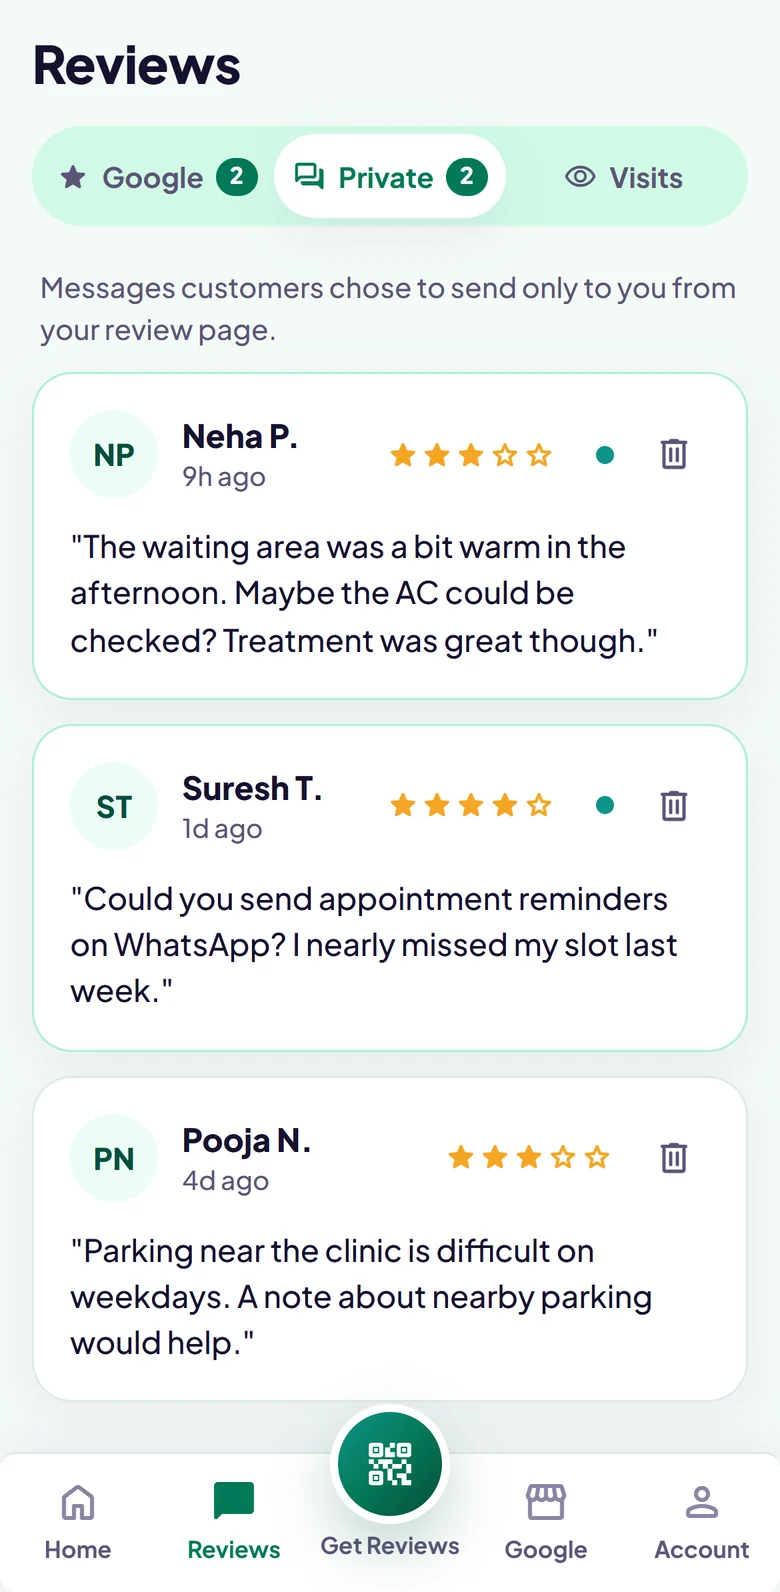 Reviews
Google 2
Private 2
Visits
Messages customers chose to send only to you from
your review page.
NP
Neha P.
9h ago
"The waiting area was a bit warm in the
afternoon. Maybe the AC could be
checked? Treatment was great though."
ST
Suresh T.
1d ago
"Could you send appointment reminders
on WhatsApp? I nearly missed my slot last
week."
PN
Pooja N.
4d ago
"Parking near the clinic is difficult on
weekdays. A note about nearby parking
would help."
Home
Reviews
Get Reviews
Google
Account